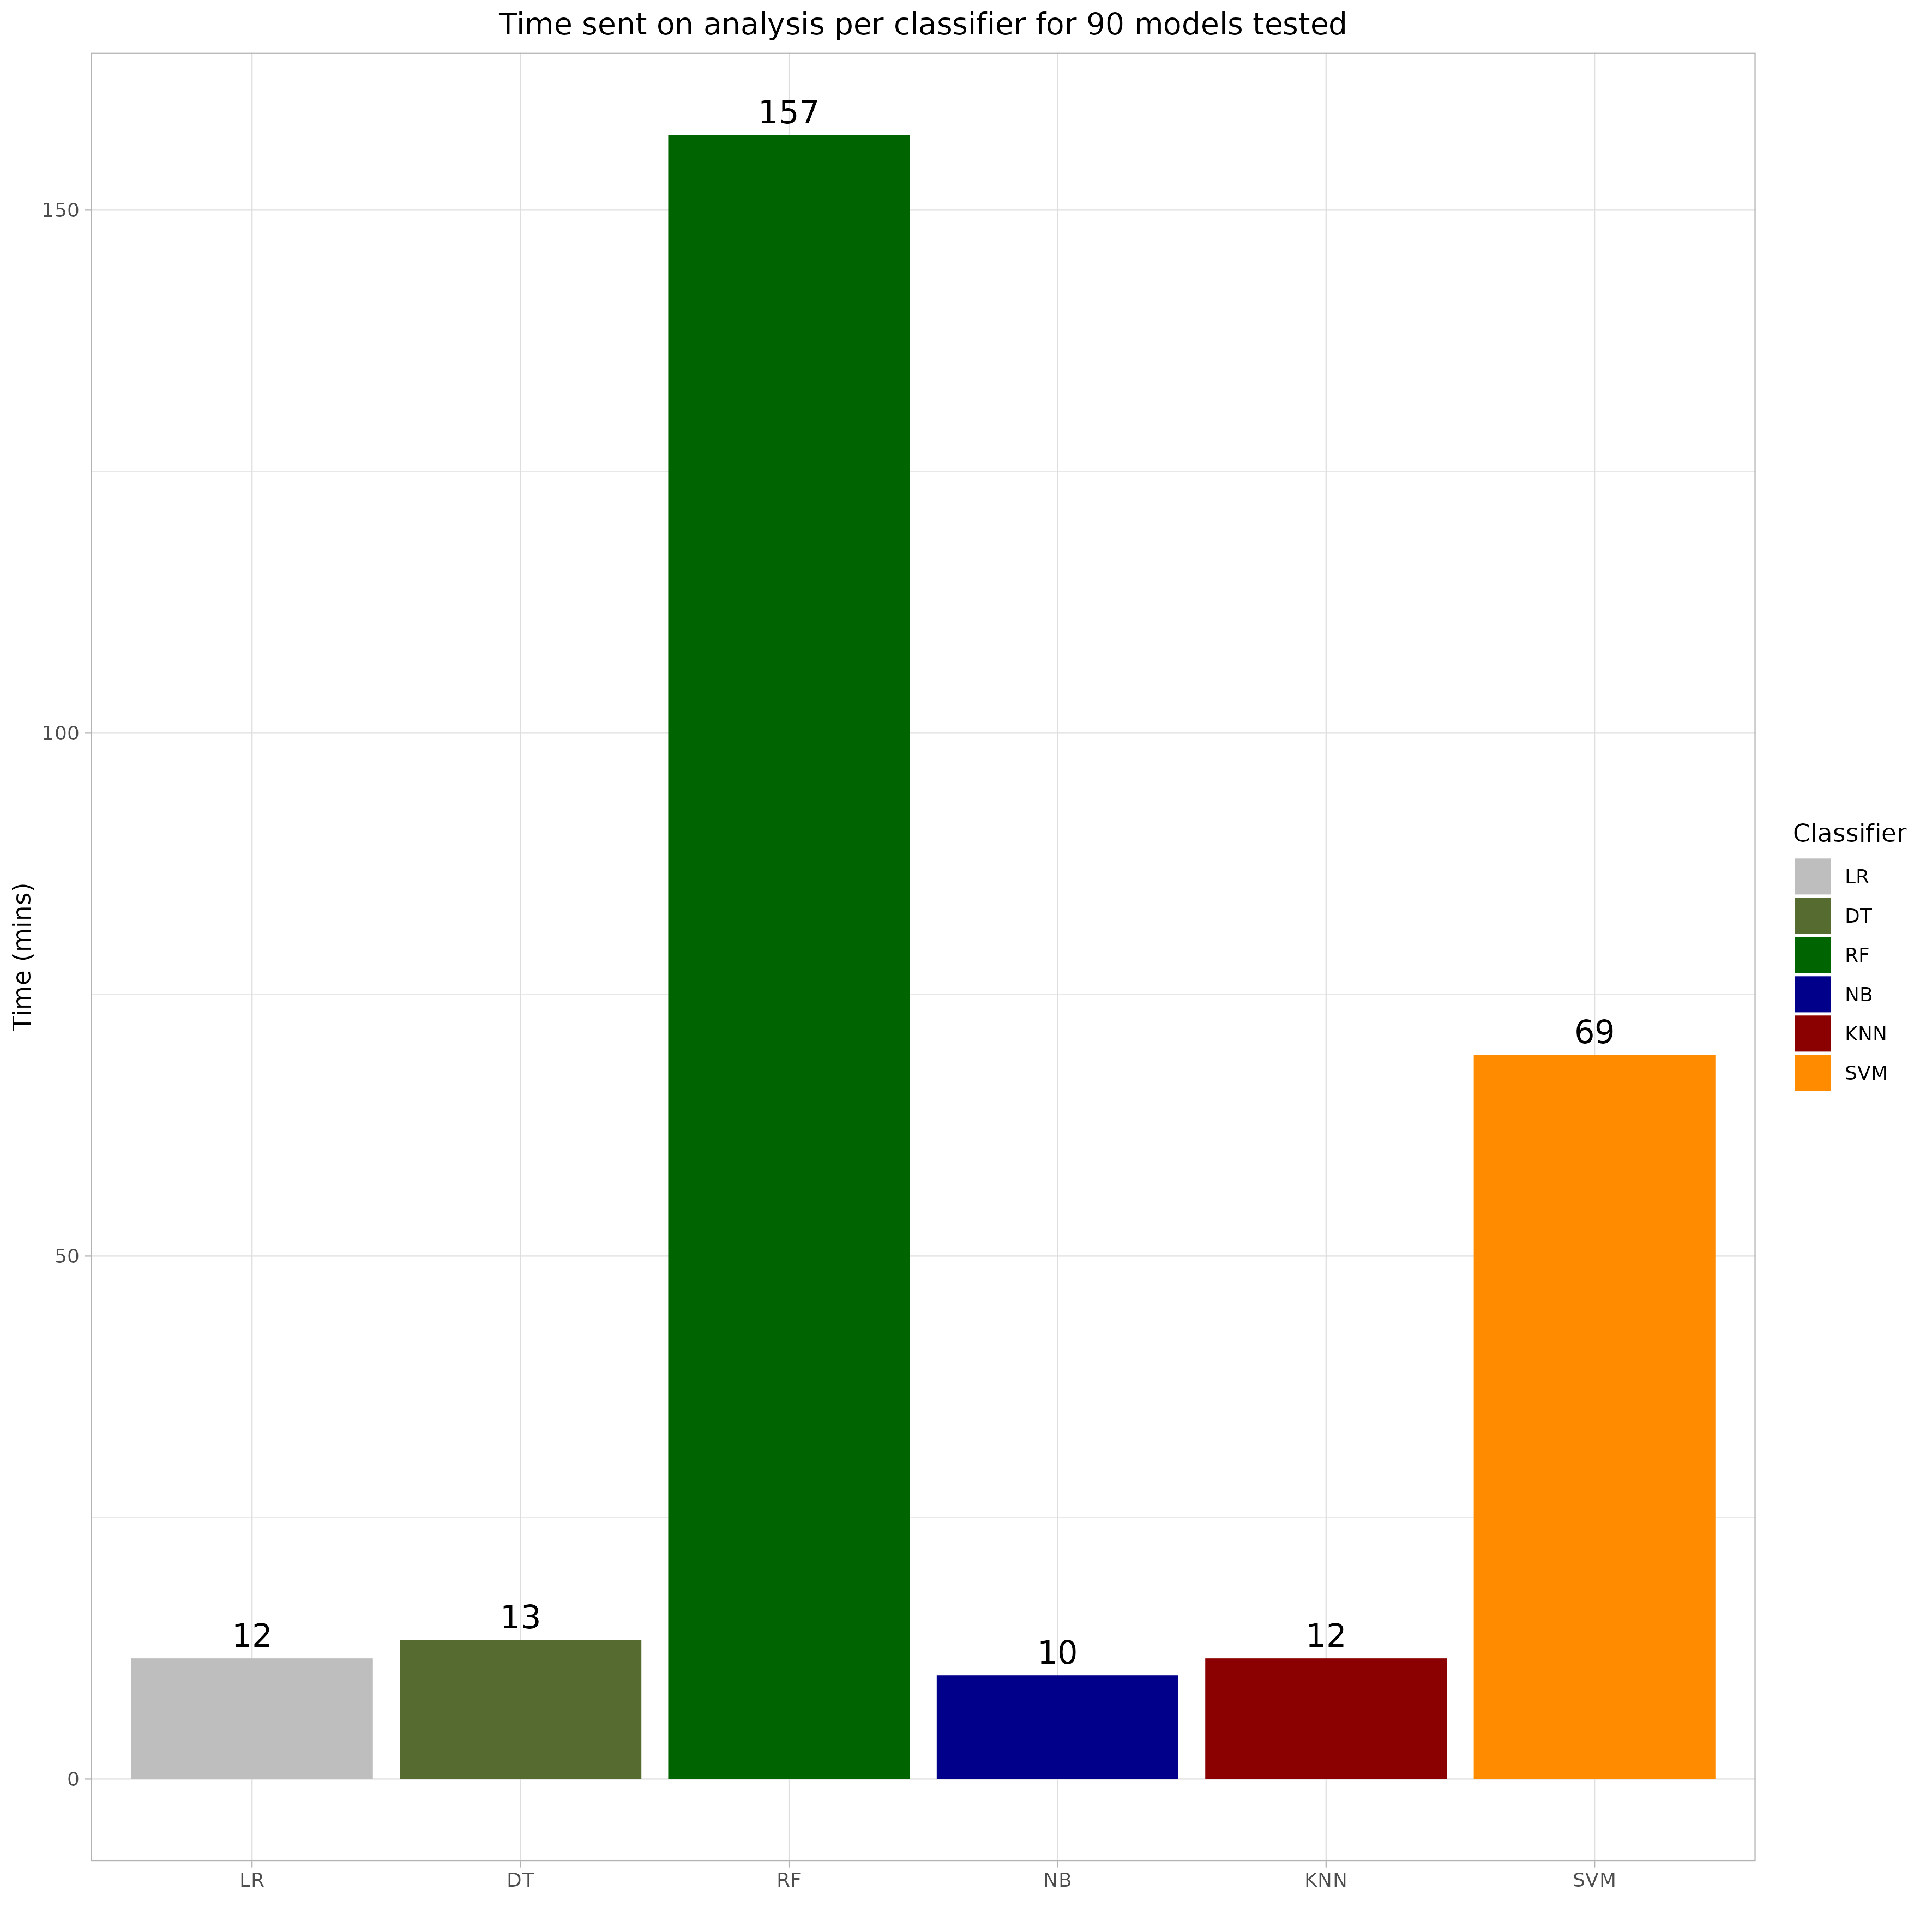 Time sent on analysis per classifier for 90 models tested
157
150
100
Classifier
LR
DT
RF
NB
KNN
SVM
Time (mins)
69
50
13
12
10
12
0
LR
DT
RF
NB
KNN
SVM